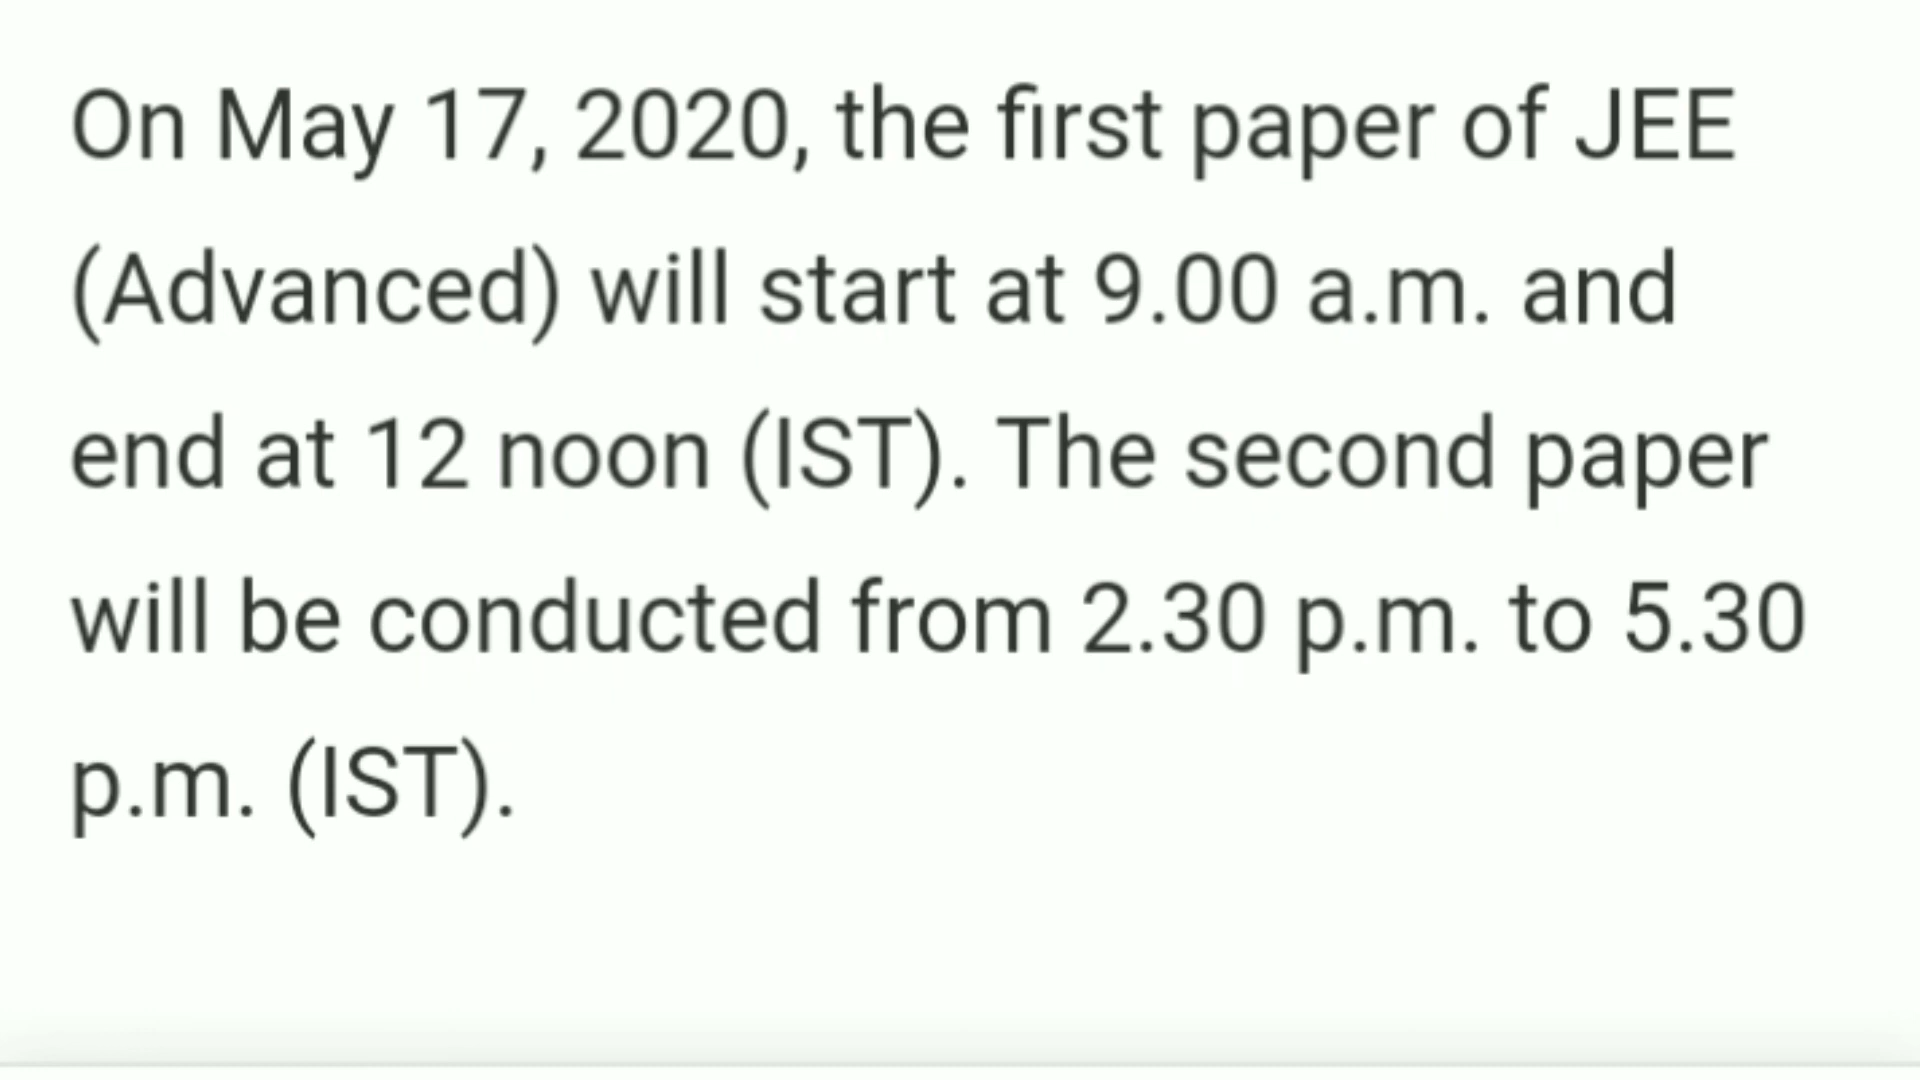 On May 17, 2020, the first paper of JEE
(Advanced) will start at 9.00 a.m. and
end at 12 noon (IST). The second paper
will be conducted from 2.30 p.m. to 5.30
p.m. (IST).